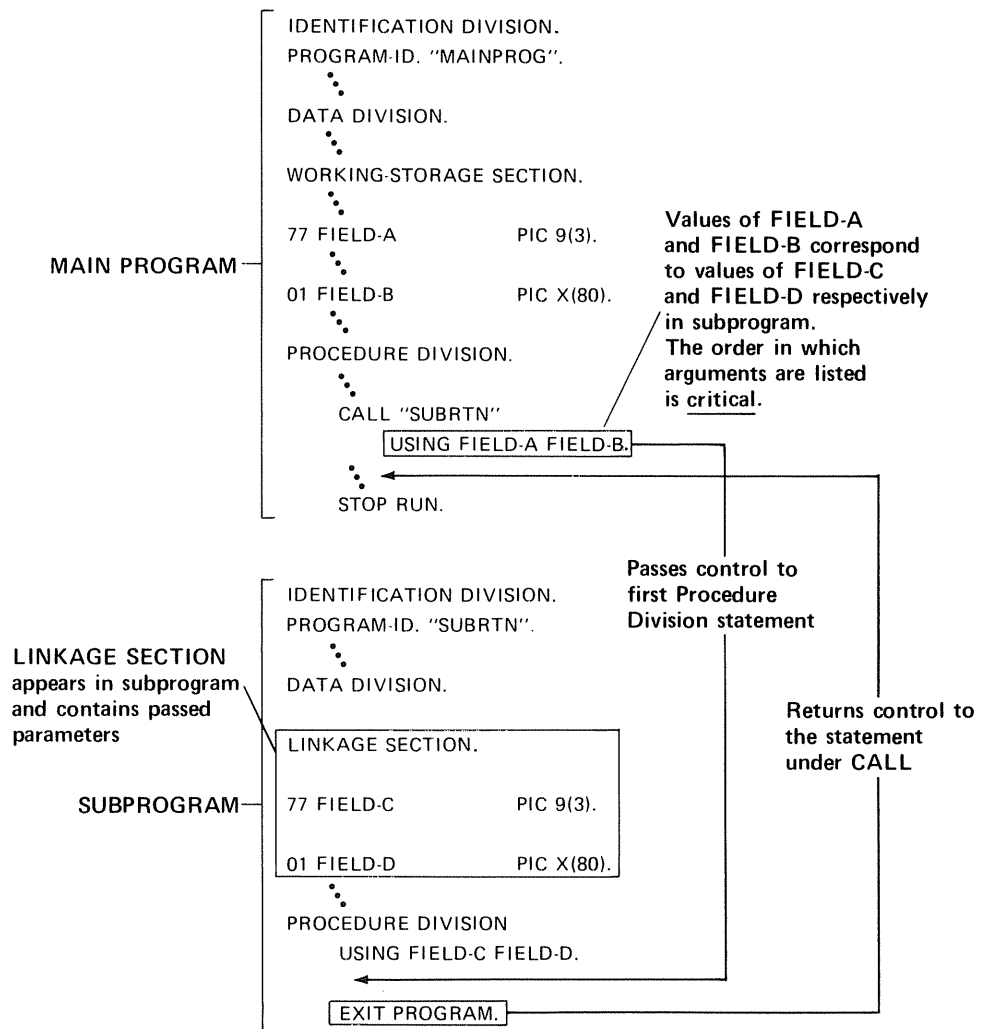 IDENTIFICATION DIVISION.
PROGRAM-ID. "MAINPROG".
DATA DIVISION.
WORKING-STORAGE SECTION.
77 FIELD-A PIC 9(3).
MAIN PROGRAM
01 FIELD-B PIC X(80).
PROCEDURE DIVISION.
CALL "SUBRTN"
USING FIELD-A FIELD-B.
STOP RUN.
Values of FIELD-A
and FIELD-B correspond
to values of FIELD-C
and FIELD-D respectively
in subprogram.
The order in which
arguments are listed
is critical.
Passes control to
first Procedure
Division statement
IDENTIFICATION DIVISION.
PROGRAM-ID. "SUBRTN".
DATA DIVISION.
LINKAGE SECTION
appears in subprogram
and contains passed
parameters
LINKAGE SECTION.
SUBPROGRAM
77 FIELD-C PIC 9(3).
01 FIELD-D PIC X(80).
PROCEDURE DIVISION
USING FIELD-C FIELD-D.
EXIT PROGRAM.
Returns control to
the statement
under CALL